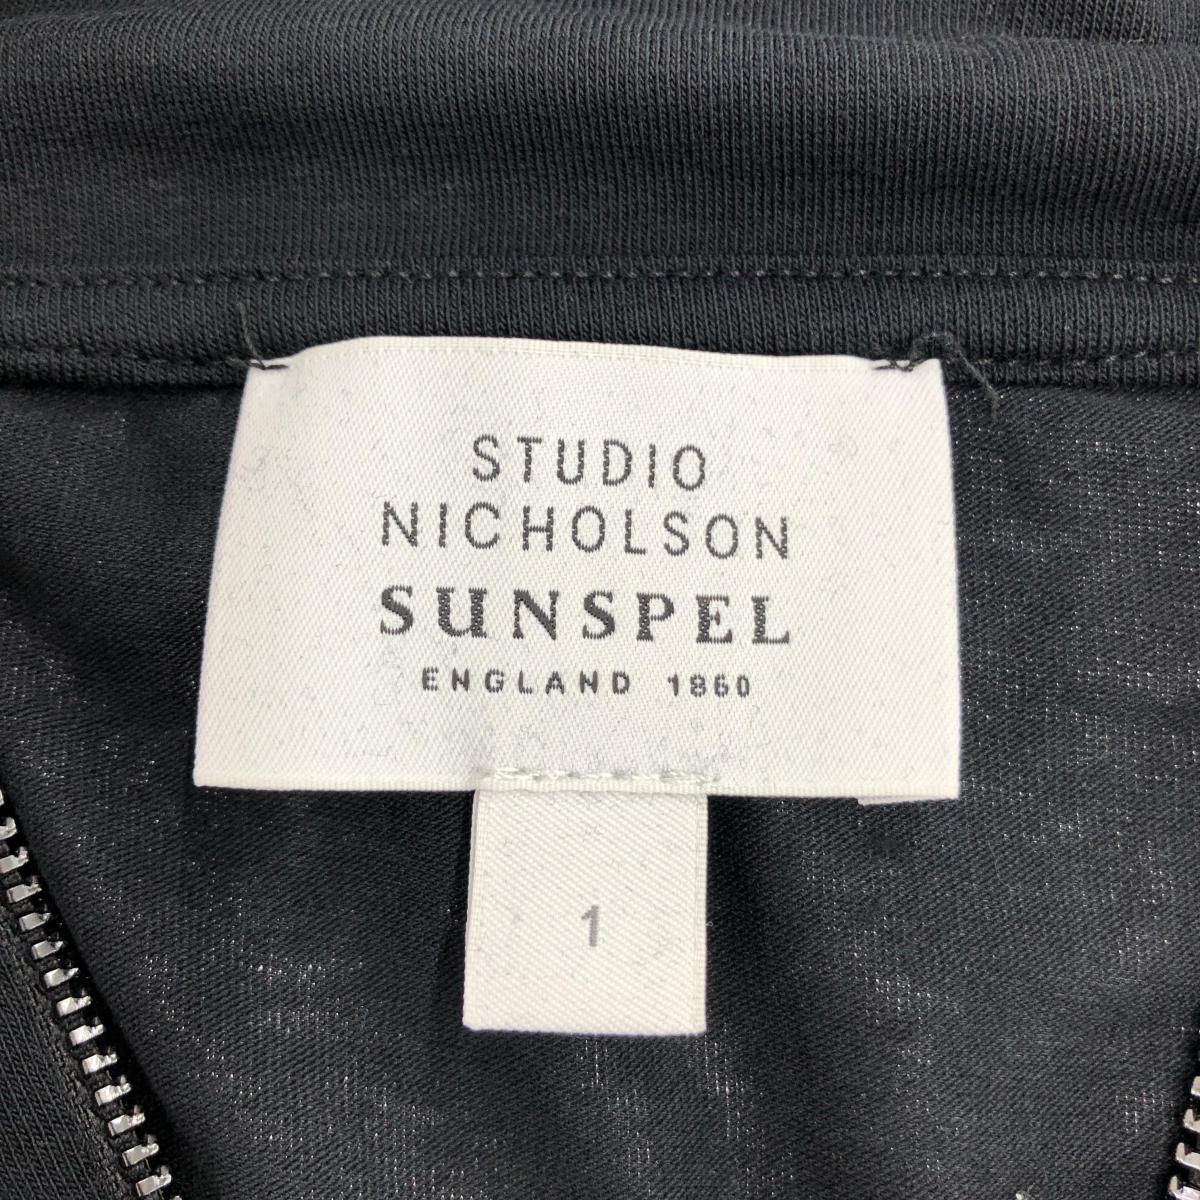 STUDIO
NICHOLSON
SUNSPEL
ENGLAND 1860
1